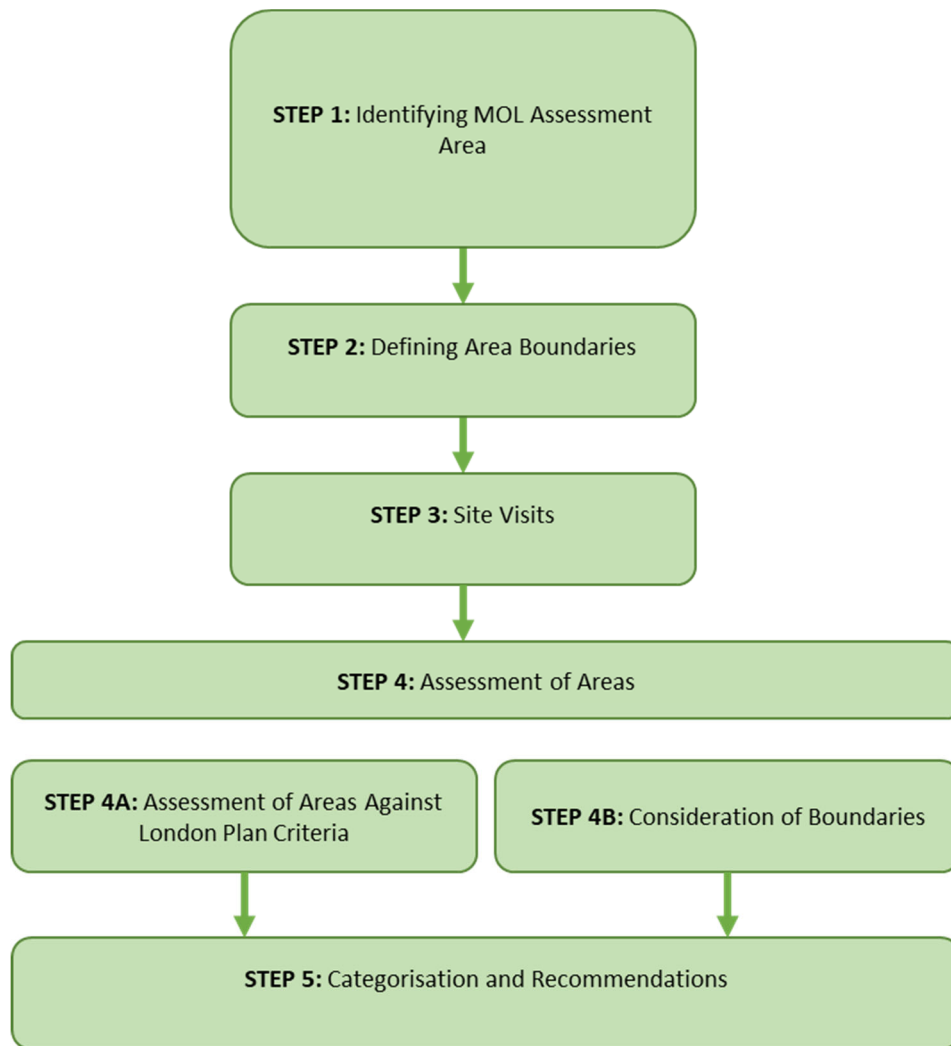 STEP 1: Identifying MOL Assessment
Area
STEP 2: Defining Area Boundaries
STEP 3: Site Visits
STEP 4: Assessment of Areas
STEP 4A: Assessment of Areas Against
London Plan Criteria
STEP 4B: Consideration of Boundaries
STEP 5: Categorisation and Recommendations